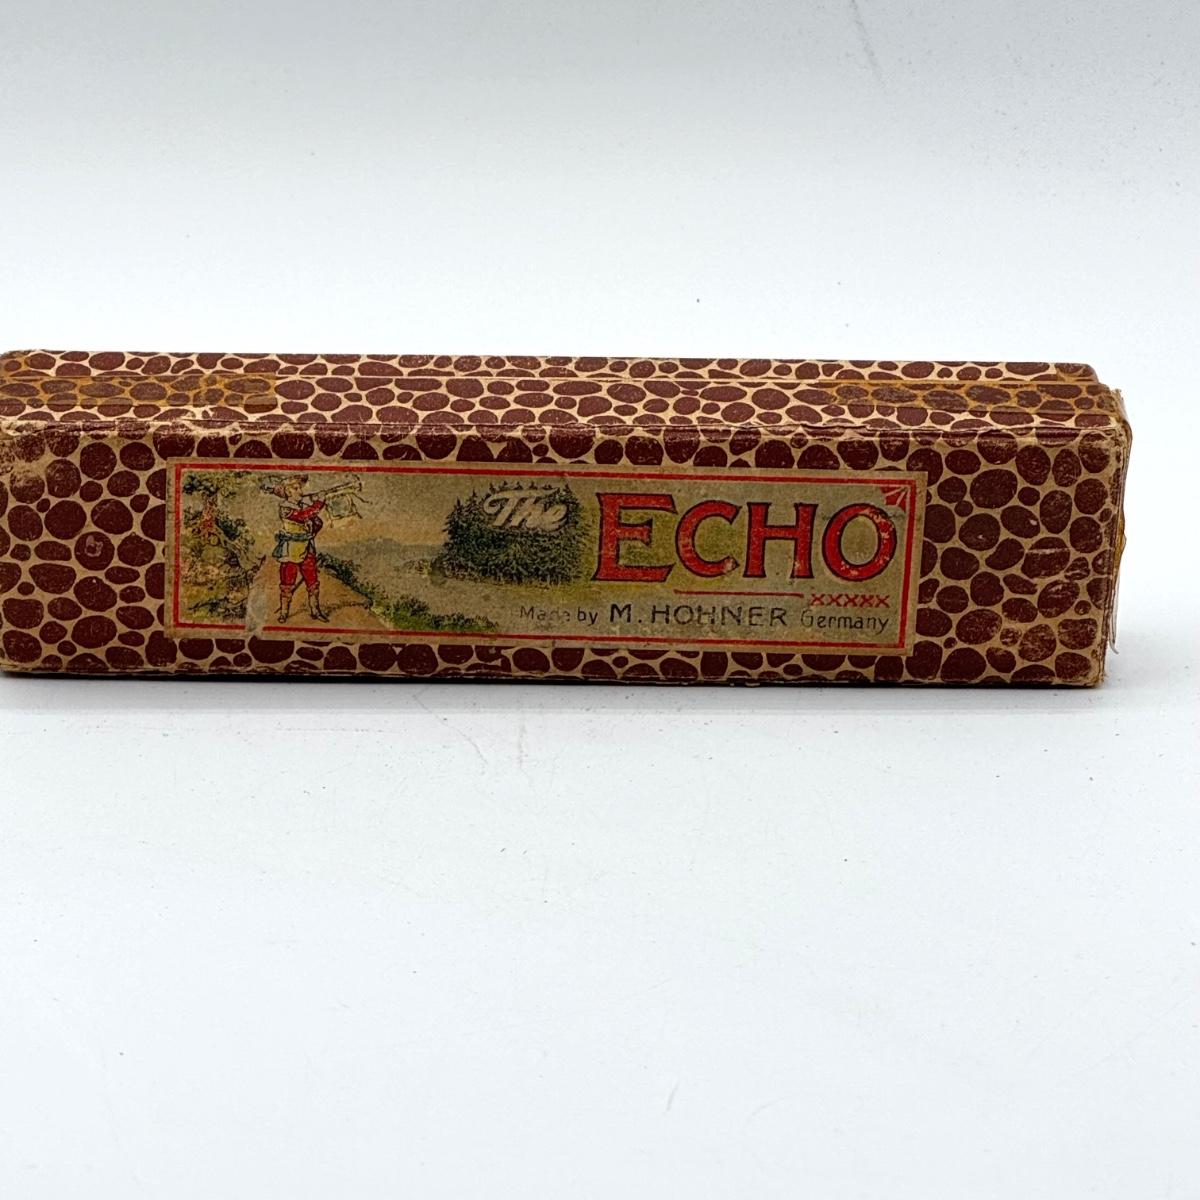 The ECHO
xxxxx
Made by M. HOHNER Germany